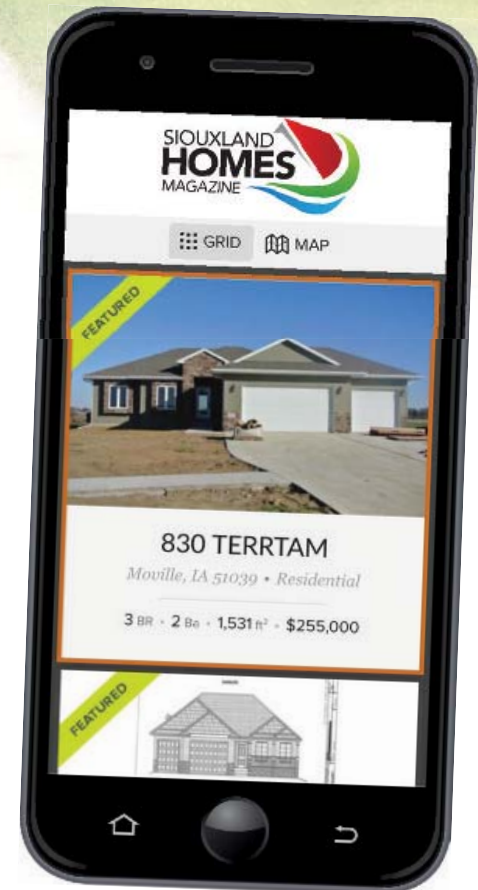 SIOUXLAND
HOMES
MAGAZINE
GRID MAP
FEATURED
830 TERRTAM
Moville, IA 51039 • Residential
3 BR • 2 Ba • 1,531 ft² • $255,000
FEATURED